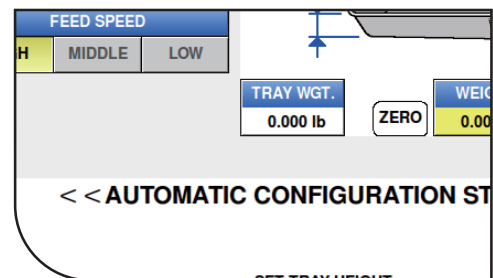 FEED SPEED
MIDDLE LOW
TRAY WGT.
0.000 lb ZERO
<<AUTOMATIC CONFIGURATION